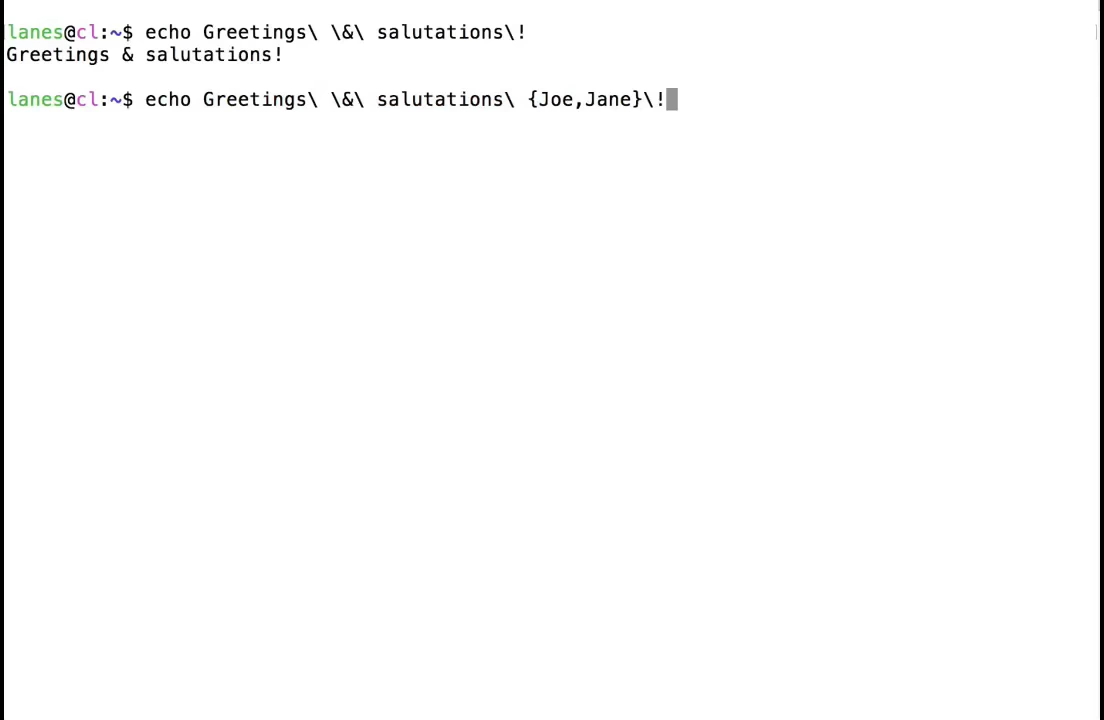 lanes@cl:~$ echo Greetings\ \&\ salutations\!
Greetings & salutations!
lanes@cl:~$ echo Greetings\ \&\ salutations\ {Joe,Jane}\!